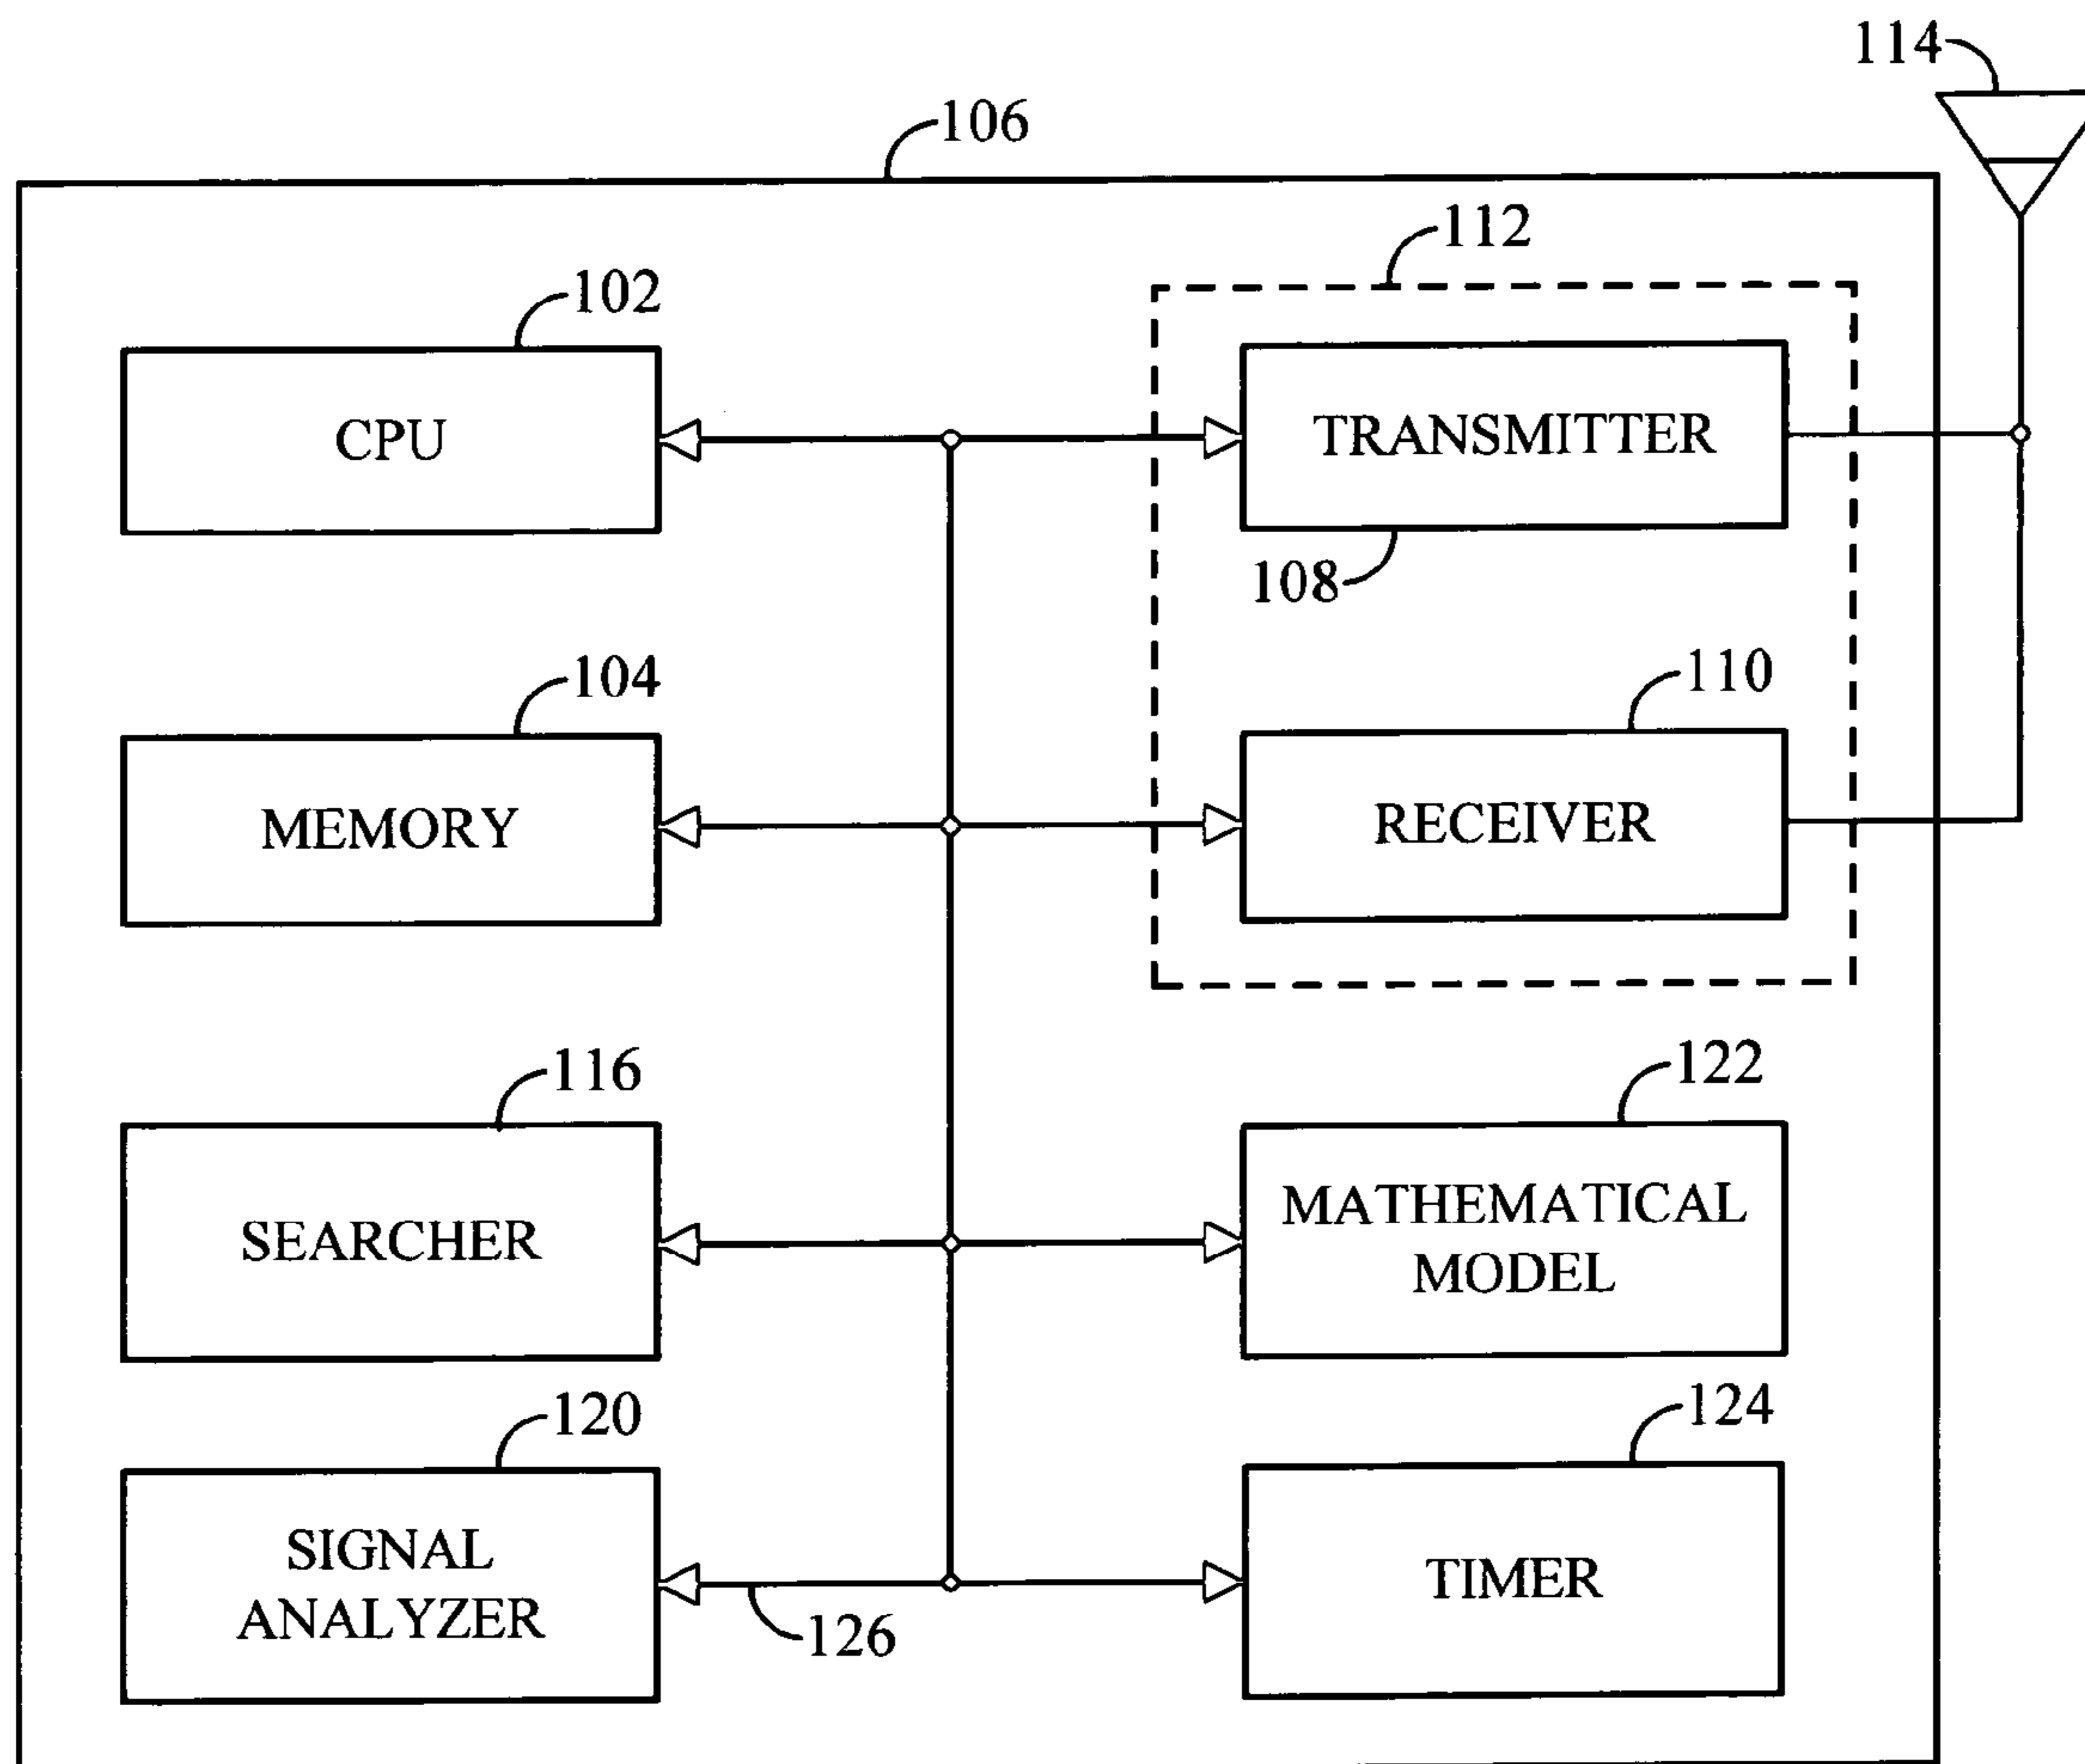 114
106
112
102
CPU
TRANSMITTER
108
104
110
MEMORY
RECEIVER
116
122
SEARCHER
MATHEMATICAL
MODEL
120
124
SIGNAL
ANALYZER
TIMER
126